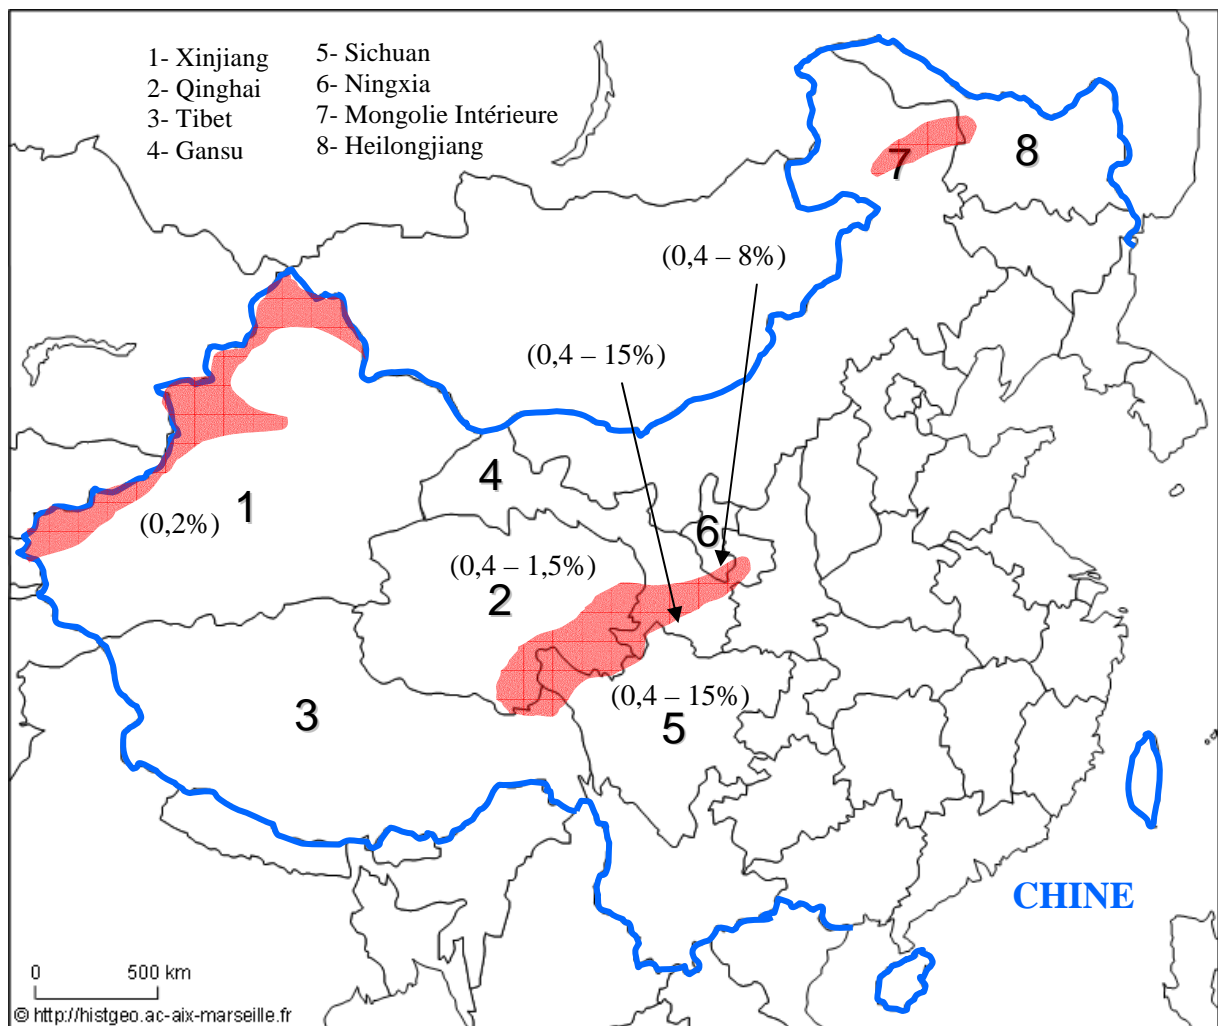 1- Xinjiang
2- Qinghai
3- Tibet
4- Gansu
5- Sichuan
6- Ningxia
7- Mongolie Intérieure
8- Heilongjiang
7
8
(0,4 – 8%)
(0,4 – 15%)
4
1
(0,2%)
6
(0,4 – 1,5%)
2
3
(0,4 – 15%)
5
CHINE
0 500 km
© http://histgeo.ac-aix-marseille.fr